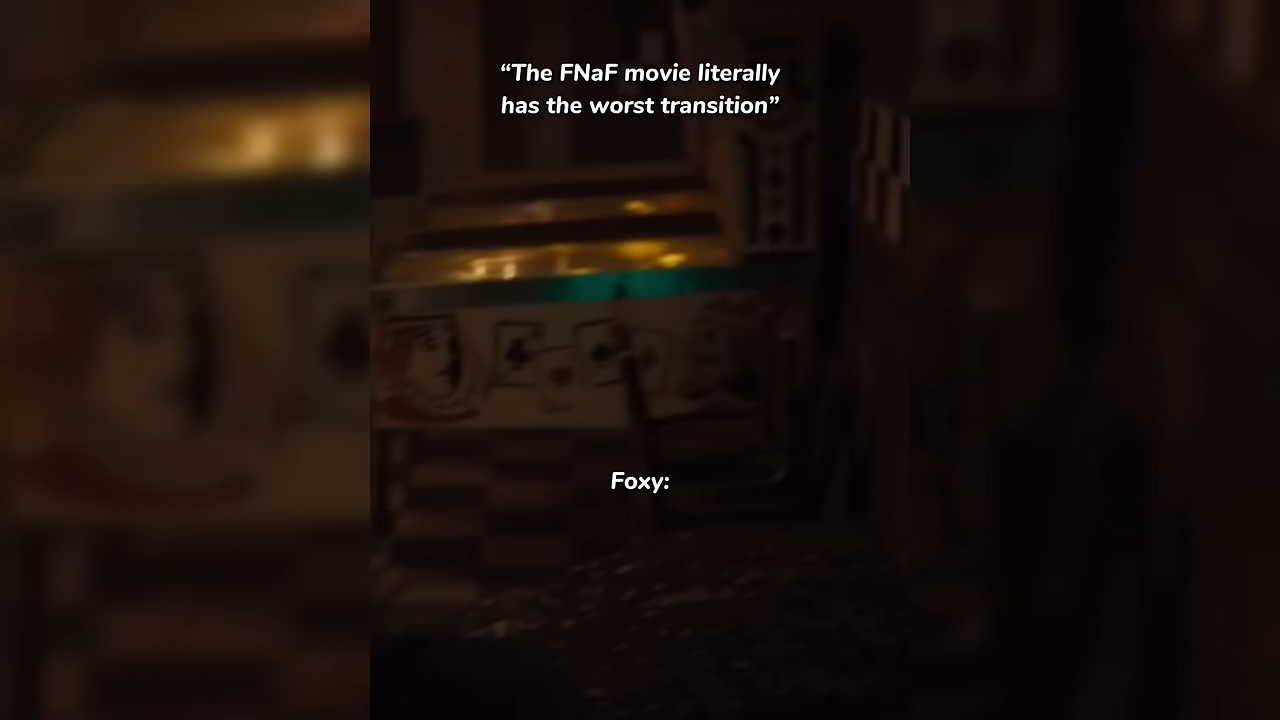 “The FNaF movie literally
has the worst transition”
Foxy: